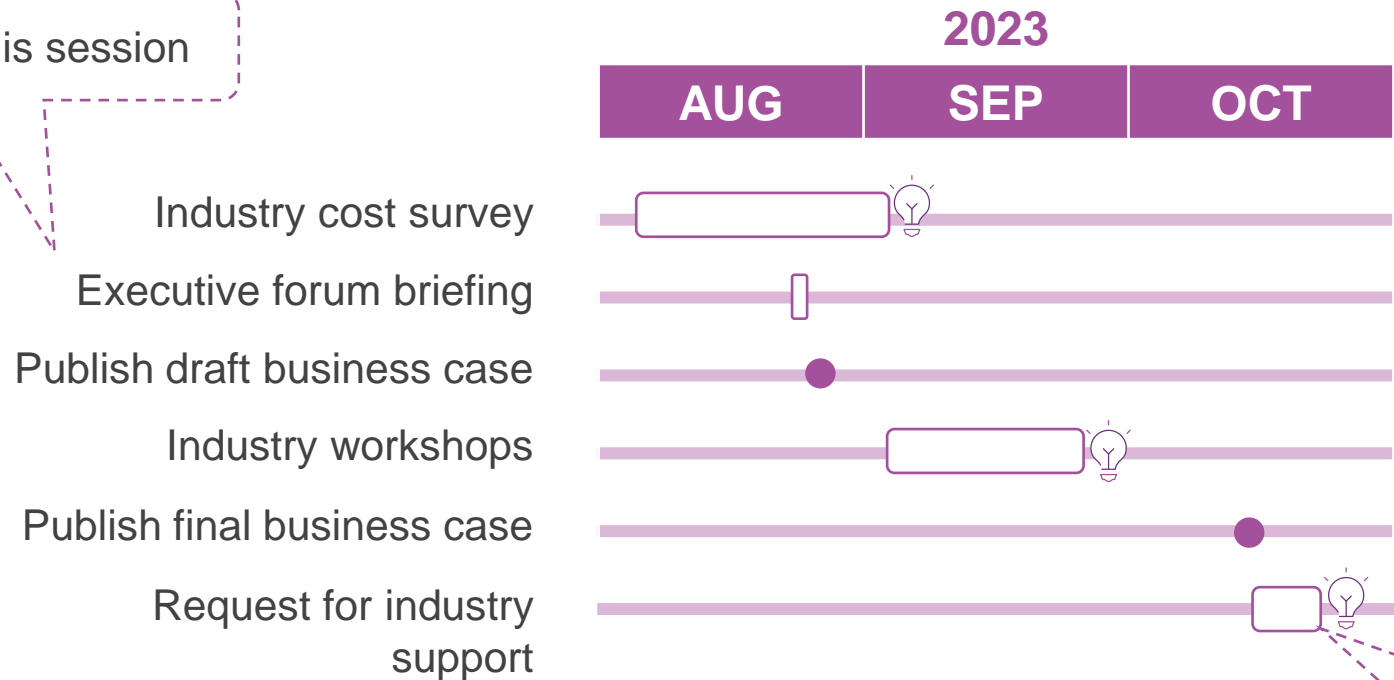 is session
2023
AUG SEP OCT
Industry cost survey
Executive forum briefing
Publish draft business case
Industry workshops
Publish final business case
Request for industry
support